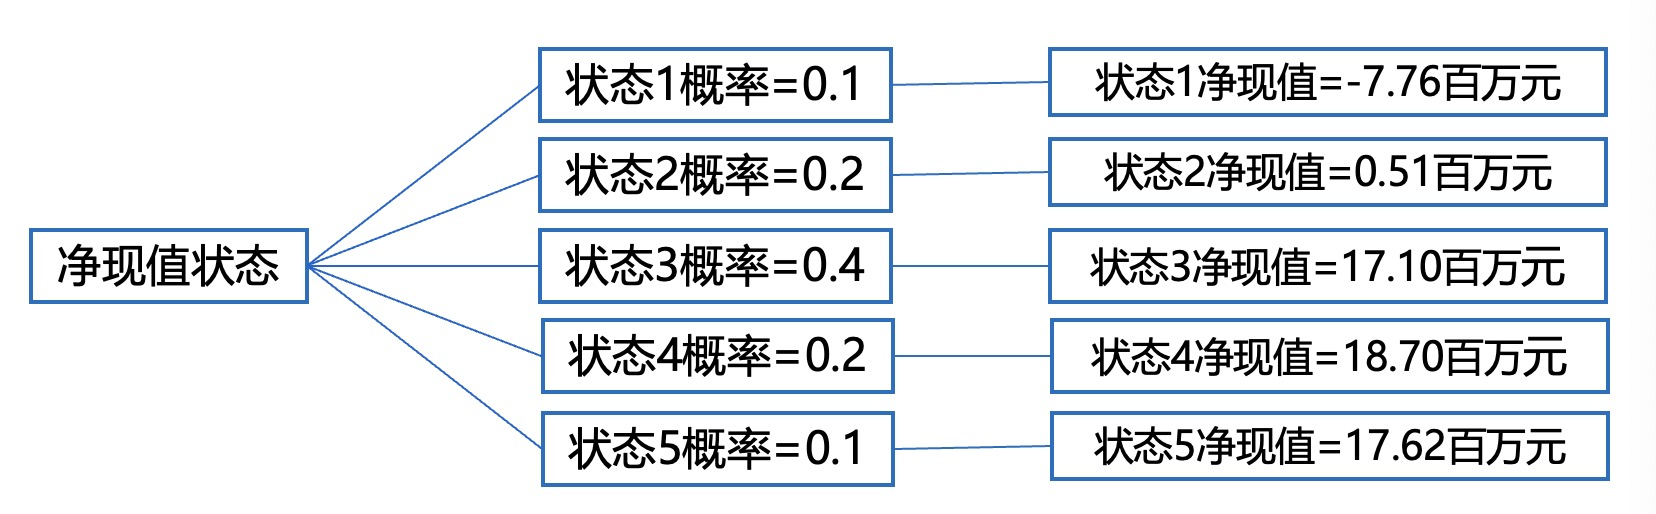 净现值状态
状态1概率=0.1
状态1净现值=-7.76百万元
状态2概率=0.2
状态2净现值=0.51百万元
状态3概率=0.4
状态3净现值=17.10百万元
状态4概率=0.2
状态4净现值=18.70百万元
状态5概率=0.1
状态5净现值=17.62百万元